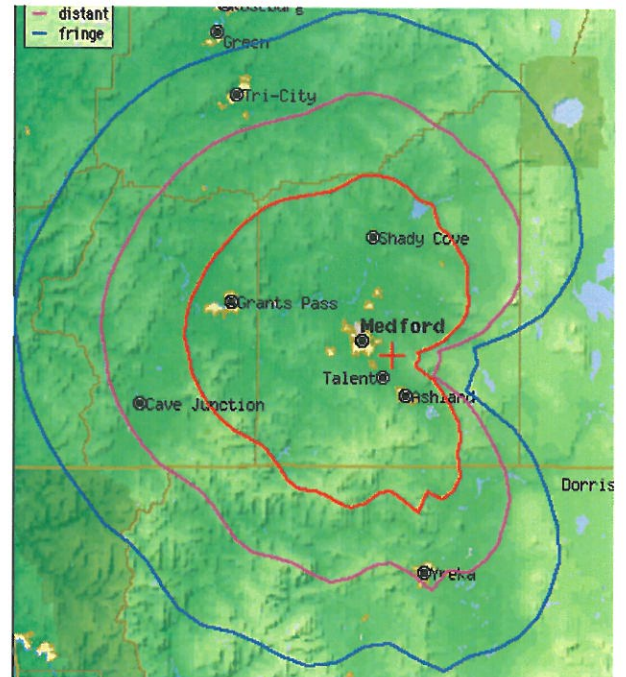 distant
fringe
Green
Tri-City
Shady Cove
Grants Pass
Medford
Talent
Ashland
Cave Junction
Dorris
Yreka